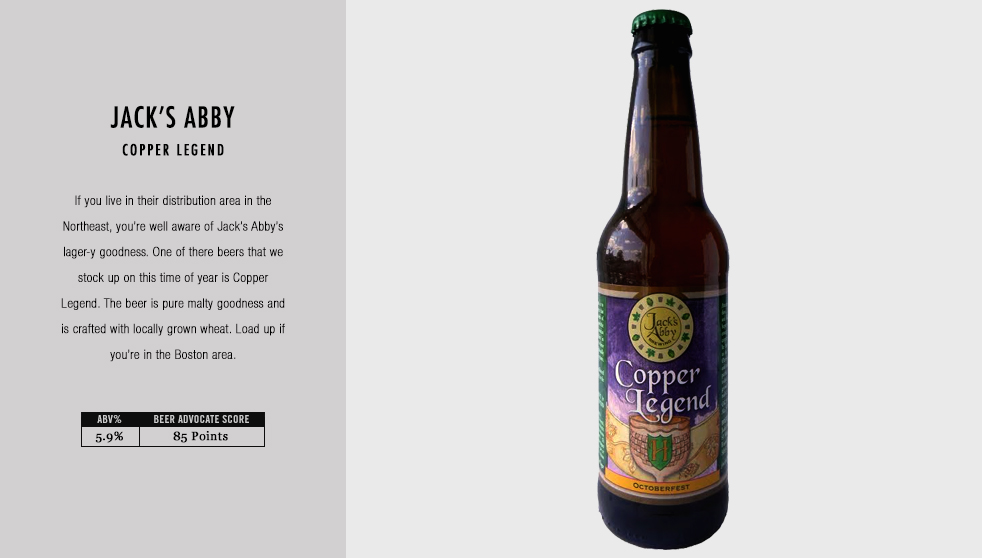 JACK'S ABBY
COPPER LEGEND
If you live in their distribution area in the
Northeast, you're well aware of Jack's Abby's
lager-y goodness. One of there beers that we
stock up on this time of year is Copper
Legend. The beer is pure malty goodness and
is crafted with locally grown wheat. Load up if
you're in the Boston area.
ABV% BEER ADVOCATE SCORE
5.9% 85 Points
Jack's
Abby
BREWING
Copper
Legend
H
OCTOBERFEST